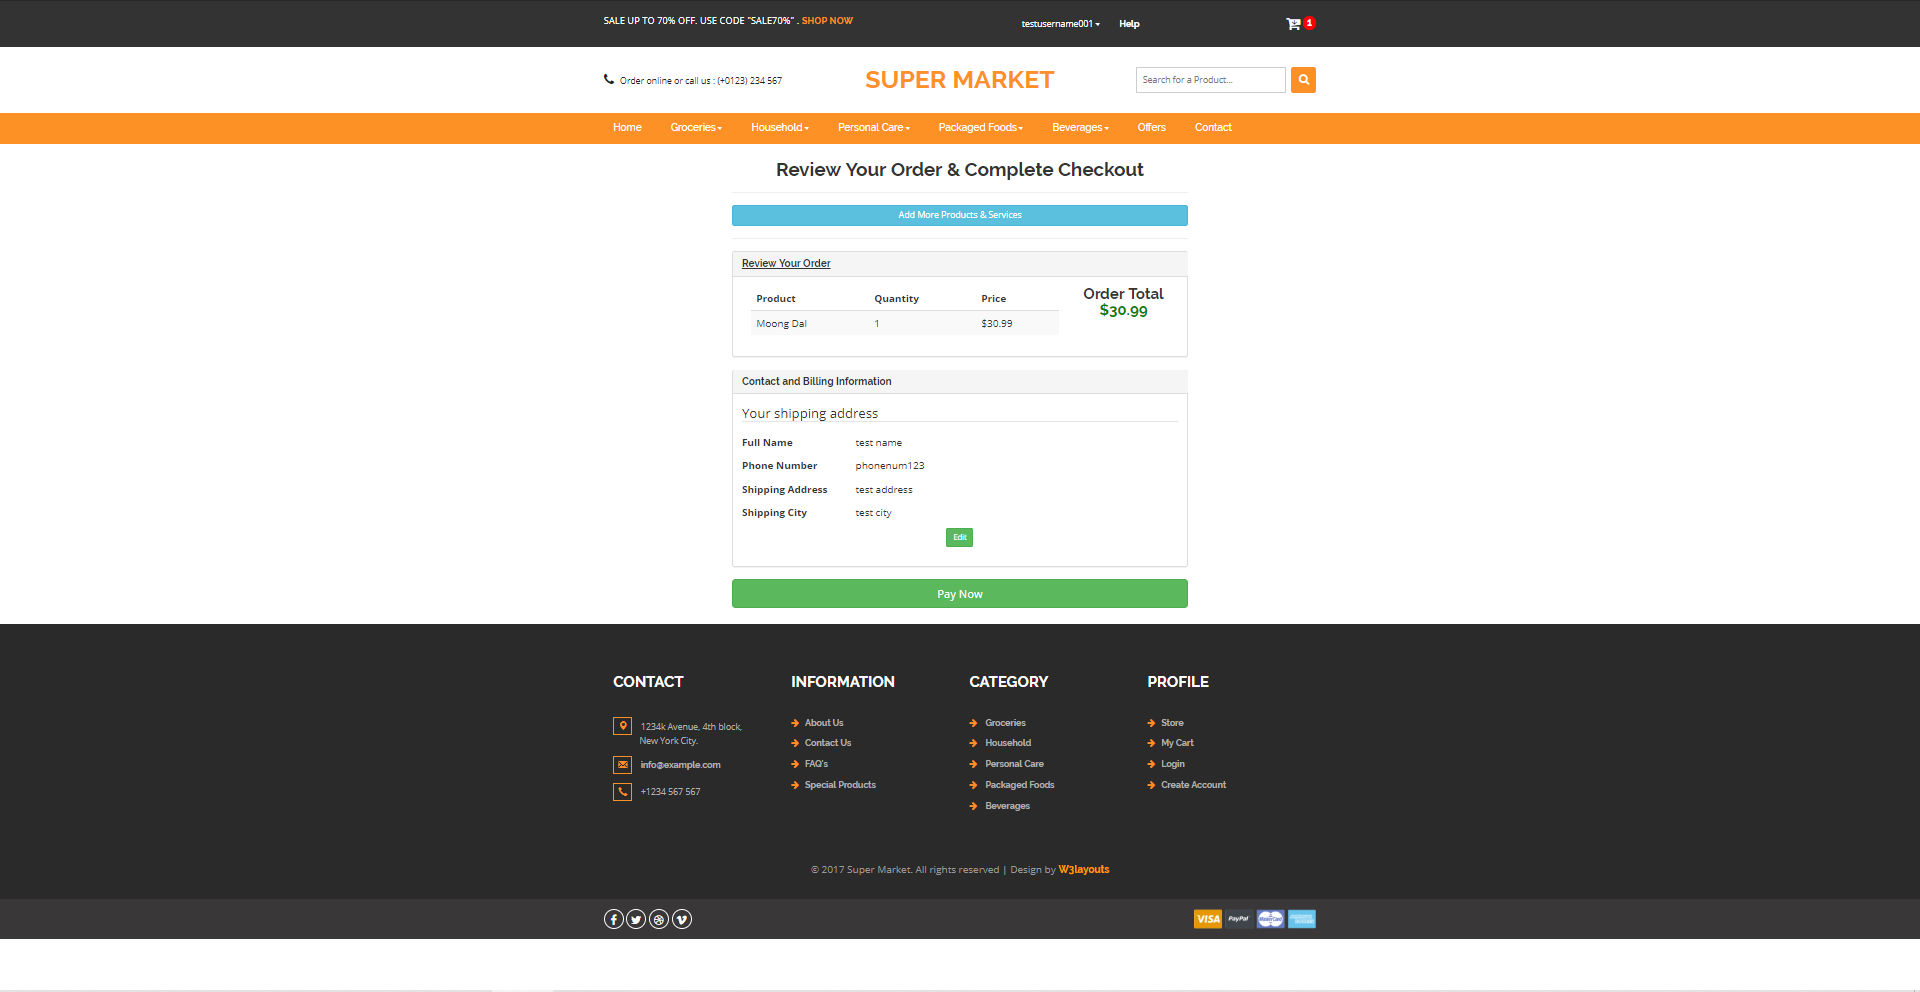 SALE UP TO 70% OFF. USE CODE "SALE70%" . SHOP NOW
testusername001
Help
1
Order online or call us : (+0123) 234 567
SUPER MARKET
Search for a Product...
Home Groceries Household Personal Care Packaged Foods Beverages Offers Contact
Review Your Order & Complete Checkout
Add More Products & Services
Review Your Order
Product Quantity Price
Moong Dal 1 $30.99
Order Total
$30.99
Contact and Billing Information
Your shipping address
Full Name test name
Phone Number phonenum123
Shipping Address test address
Shipping City test city
Edit
Pay Now
CONTACT
1234k Avenue, 4th block,
New York City.
info@example.com
+1234 567 567
INFORMATION
About Us
Contact Us
FAQ's
Special Products
CATEGORY
Groceries
Household
Personal Care
Packaged Foods
Beverages
PROFILE
Store
My Cart
Login
Create Account
© 2017 Super Market. All rights reserved | Design by W3layouts
VISA PayPal MasterCard